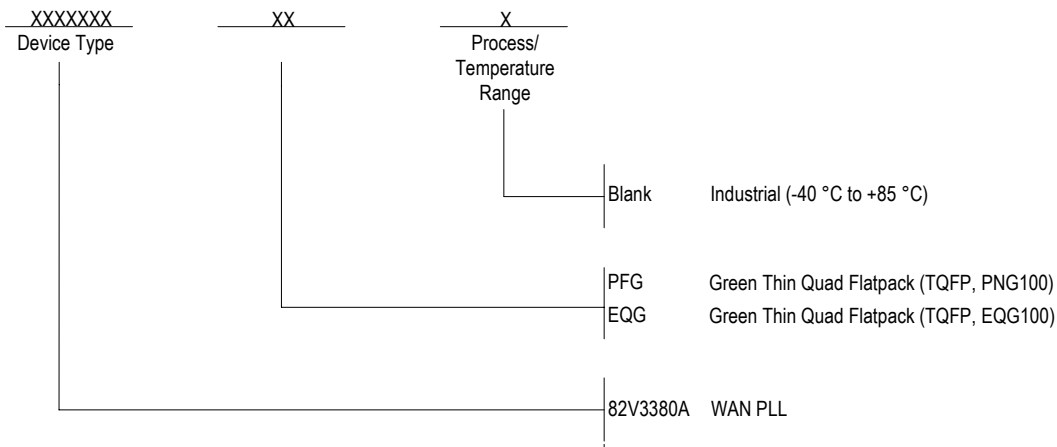 XXXXXXX XX X
Device Type Process/
Temperature
Range
Blank Industrial (-40 °C to +85 °C)
PFG Green Thin Quad Flatpack (TQFP, PNG100)
EQG Green Thin Quad Flatpack (TQFP, EQG100)
82V3380A WAN PLL